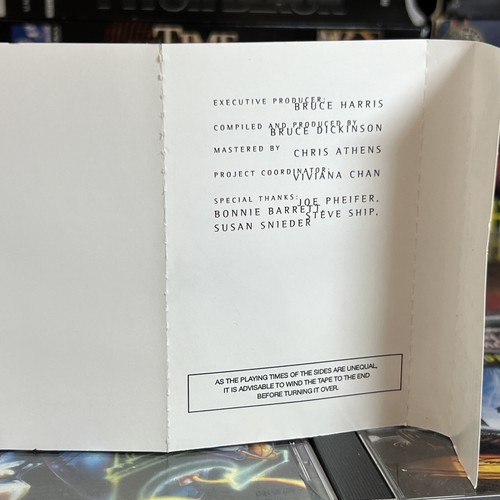 TIME
EXECUTIVE PRODUCER:
BRUCE HARRIS
COMPILED AND PRODUCED BY
BRUCE DICKINSON
MASTERED BY
CHRIS ATHENS
PROJECT COORDINATOR:
VIVIANA CHAN
SPECIAL THANKS: JOE PHEIFER,
BONNIE BARRETT, STEVE SHIP,
SUSAN SNIEDER
AS THE PLAYING TIMES OF THE SIDES ARE UNEQUAL,
IT IS ADVISABLE TO WIND THE TAPE TO THE END
BEFORE TURNING IT OVER.